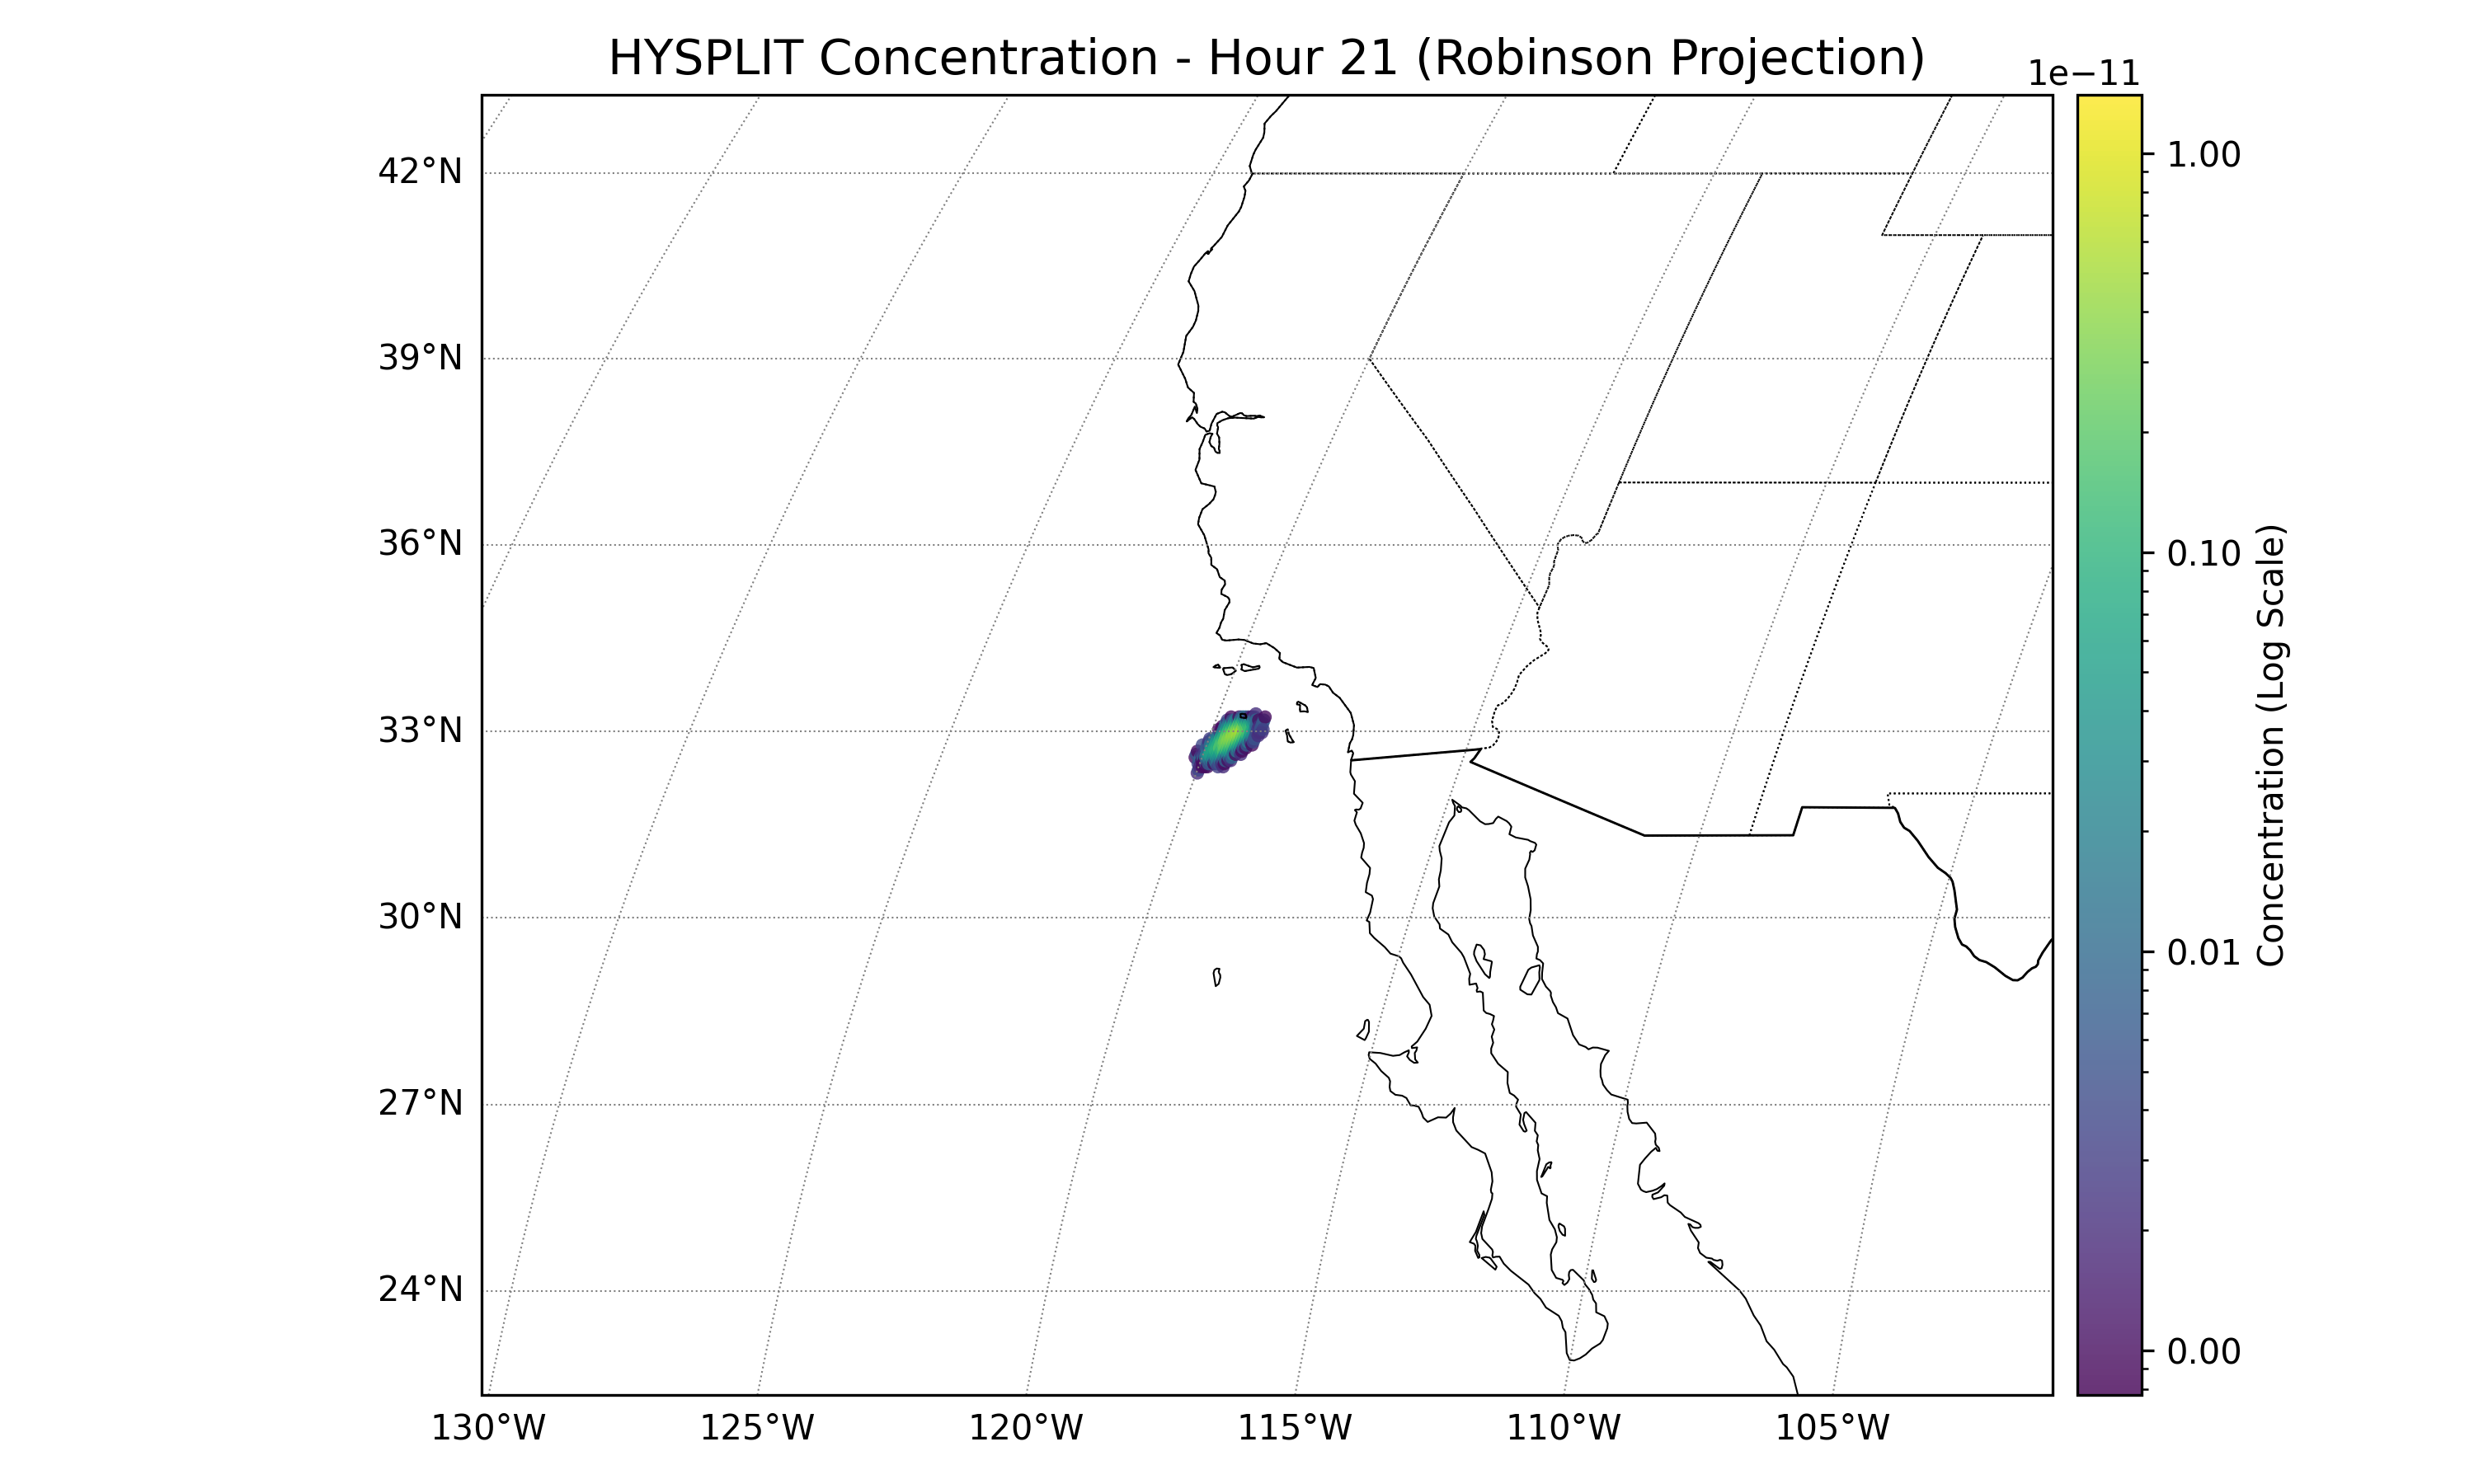 HYSPLIT Concentration - Hour 21 (Robinson Projection)
1e−11
42°N
39°N
36°N
33°N
30°N
27°N
24°N
130°W
125°W
120°W
115°W
110°W
105°W
1.00
0.10
0.01
0.00
Concentration (Log Scale)